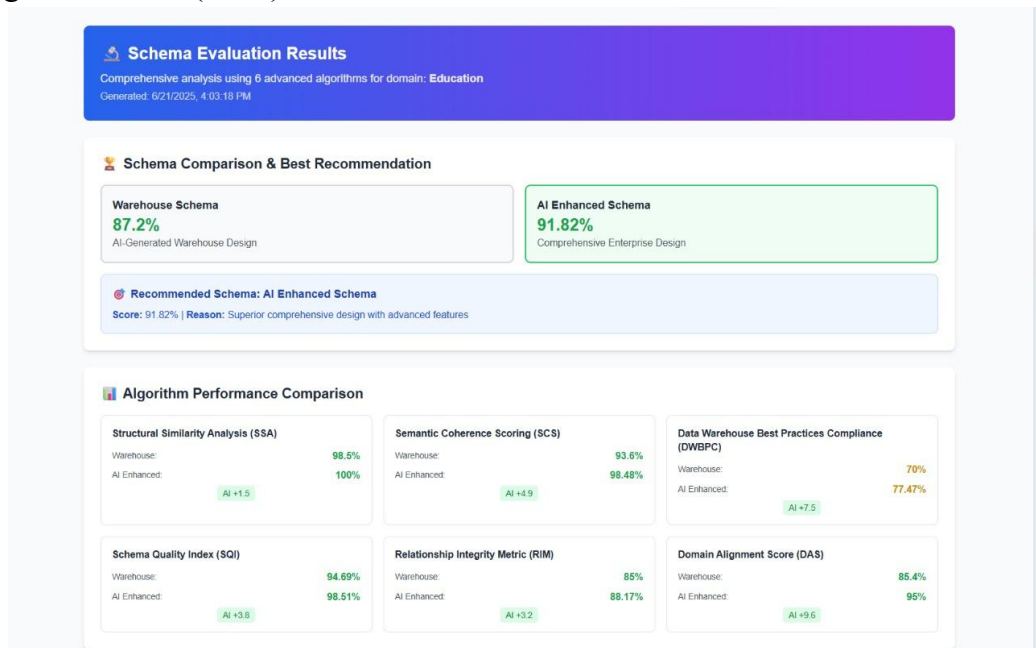 Schema Evaluation Results
Comprehensive analysis using 6 advanced algorithms for domain: Education
Generated: 6/21/2025, 4:03:18 PM
Schema Comparison & Best Recommendation
Warehouse Schema
87.2%
AI-Generated Warehouse Design
AI Enhanced Schema
91.82%
Comprehensive Enterprise Design
Recommended Schema: AI Enhanced Schema
Score: 91.82% | Reason: Superior comprehensive design with advanced features
Algorithm Performance Comparison
Structural Similarity Analysis (SSA)
Warehouse: 98.5%
AI Enhanced: 100%
AI +1.5
Semantic Coherence Scoring (SCS)
Warehouse: 93.6%
AI Enhanced: 98.48%
AI +4.9
Data Warehouse Best Practices Compliance
(DWBPC)
Warehouse: 70%
AI Enhanced: 77.47%
AI +7.5
Schema Quality Index (SQI)
Warehouse: 94.69%
AI Enhanced: 98.51%
AI +3.8
Relationship Integrity Metric (RIM)
Warehouse: 85%
AI Enhanced: 88.17%
AI +3.2
Domain Alignment Score (DAS)
Warehouse: 85.4%
AI Enhanced: 95%
AI +9.6